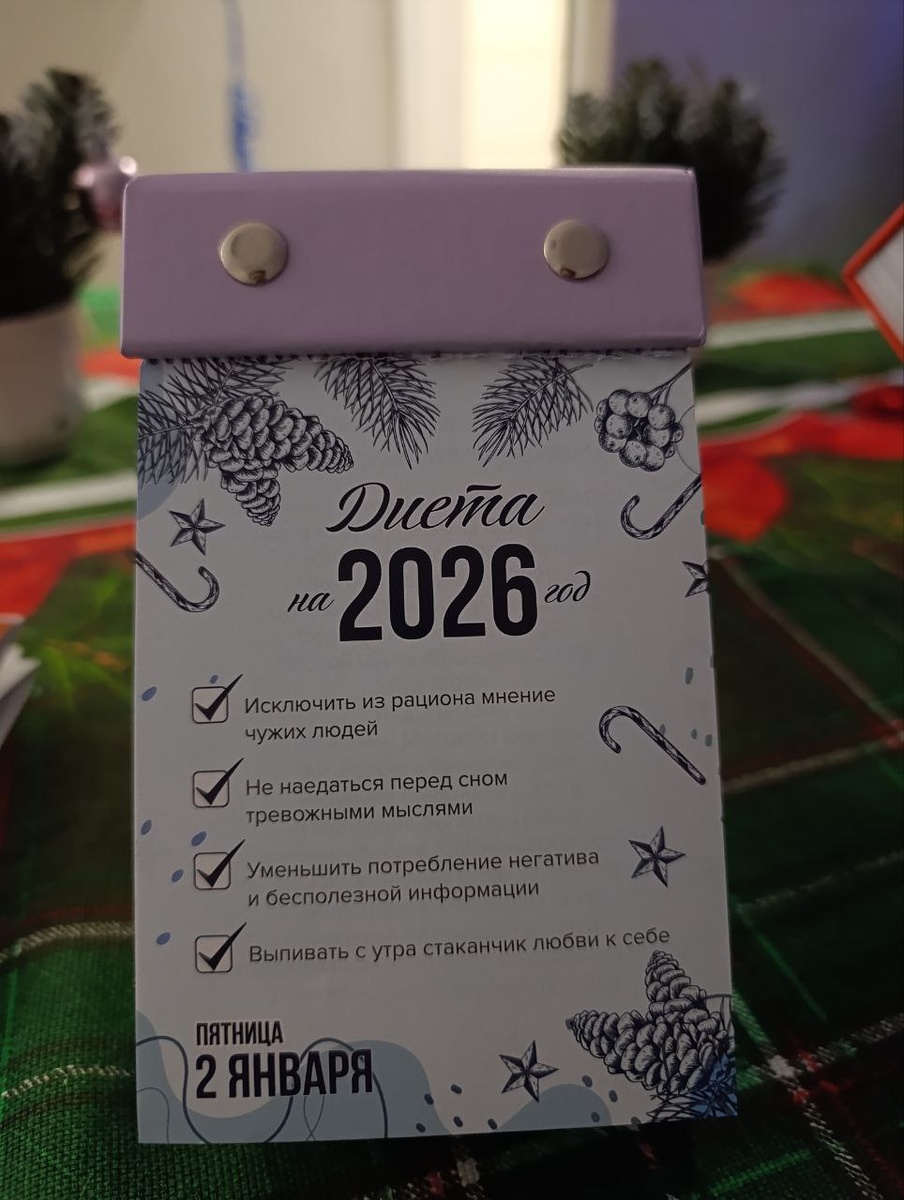 Диета
на 2026 год
Исключить из рациона мнение
чужих людей
Не наедаться перед сном
тревожными мыслями
Уменьшить потребление негатива
и бесполезной информации
Выпивать с утра стаканчик любви к себе
ПЯТНИЦА
2 ЯНВАРЯ